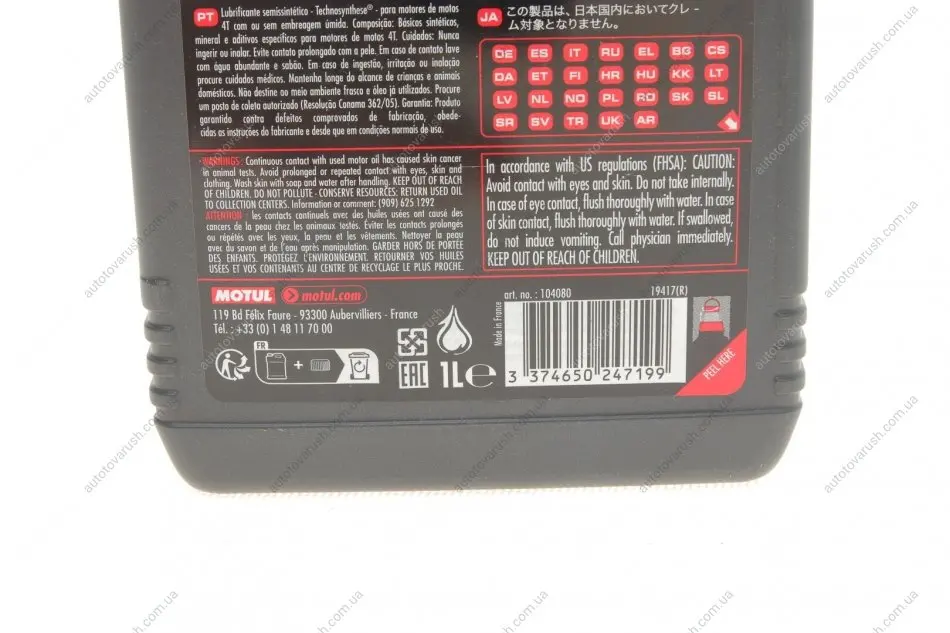 PT Lubrificante semissintético - Technosynthese® - para motores de motos
4T com ou sem embreagem úmida. Composição: Básicos sintéticos,
mineral e aditivos específicos para motores de motos 4T. Cuidados: Nunca
ingerir ou inalar. Evite contato prolongado com a pele. Em caso de contato lave
com água abundante e sabão. Em caso de ingestão, irritação ou inalação
procure cuidados médicos. Mantenha longe do alcance de crianças e animais
domésticos. Não destine ao meio ambiente frasco e óleo já utilizados. Procure
um posto de coleta autorizado (Resolução Conama 362/05). Garantia: Produto
garantido contra defeitos comprovados de fabricação, obede-
cidas as instruções do fabricante e desde que em condições normais de uso.
JA この製品は、日本国内においてクレー
ム対象となりません。
DE ES IT RU EL BG CS
DA ET FI HR HU KK LT
LV NL NO PL RO SK SL
SR SV TR UK AR
WARNINGS: Continuous contact with used motor oil has caused skin cancer
in animal tests. Avoid prolonged or repeated contact with eyes, skin and
clothing. Wash skin with soap and water after handling. KEEP OUT OF REACH
OF CHILDREN. DO NOT POLLUTE - CONSERVE RESOURCES: RETURN USED OIL
TO COLLECTION CENTERS. Information or comment: (909) 625 1292
ATTENTION : les contacts continuels avec des huiles usées ont causé des
cancers de la peau chez les animaux testés. Éviter les contacts prolongés
ou répétés avec les yeux, la peau et les vêtements. Nettoyer la peau
avec du savon et de l'eau après manipulation. GARDER HORS DE PORTÉE
DES ENFANTS. PROTÉGEZ L'ENVIRONNEMENT. RETOURNER VOS HUILES
USÉES ET VOS CONTENANTS AU CENTRE DE RECYCLAGE LE PLUS PROCHE.
In accordance with US regulations (FHSA): CAUTION:
Avoid contact with eyes and skin. Do not take internally.
In case of eye contact, flush thoroughly with water. In case
of skin contact, flush thoroughly with water. If swallowed,
do not induce vomiting. Call physician immediately.
KEEP OUT OF REACH OF CHILDREN.
MOTUL motul.com
119 Bd Félix Faure - 93300 Aubervilliers - France
Tél. : +33 (0) 1 48 11 70 00
FR
EAC 1L e
Made in France
art. no. : 104080 19417(R)
3 374650 247199
PEEL HERE
autotovarush.com.ua